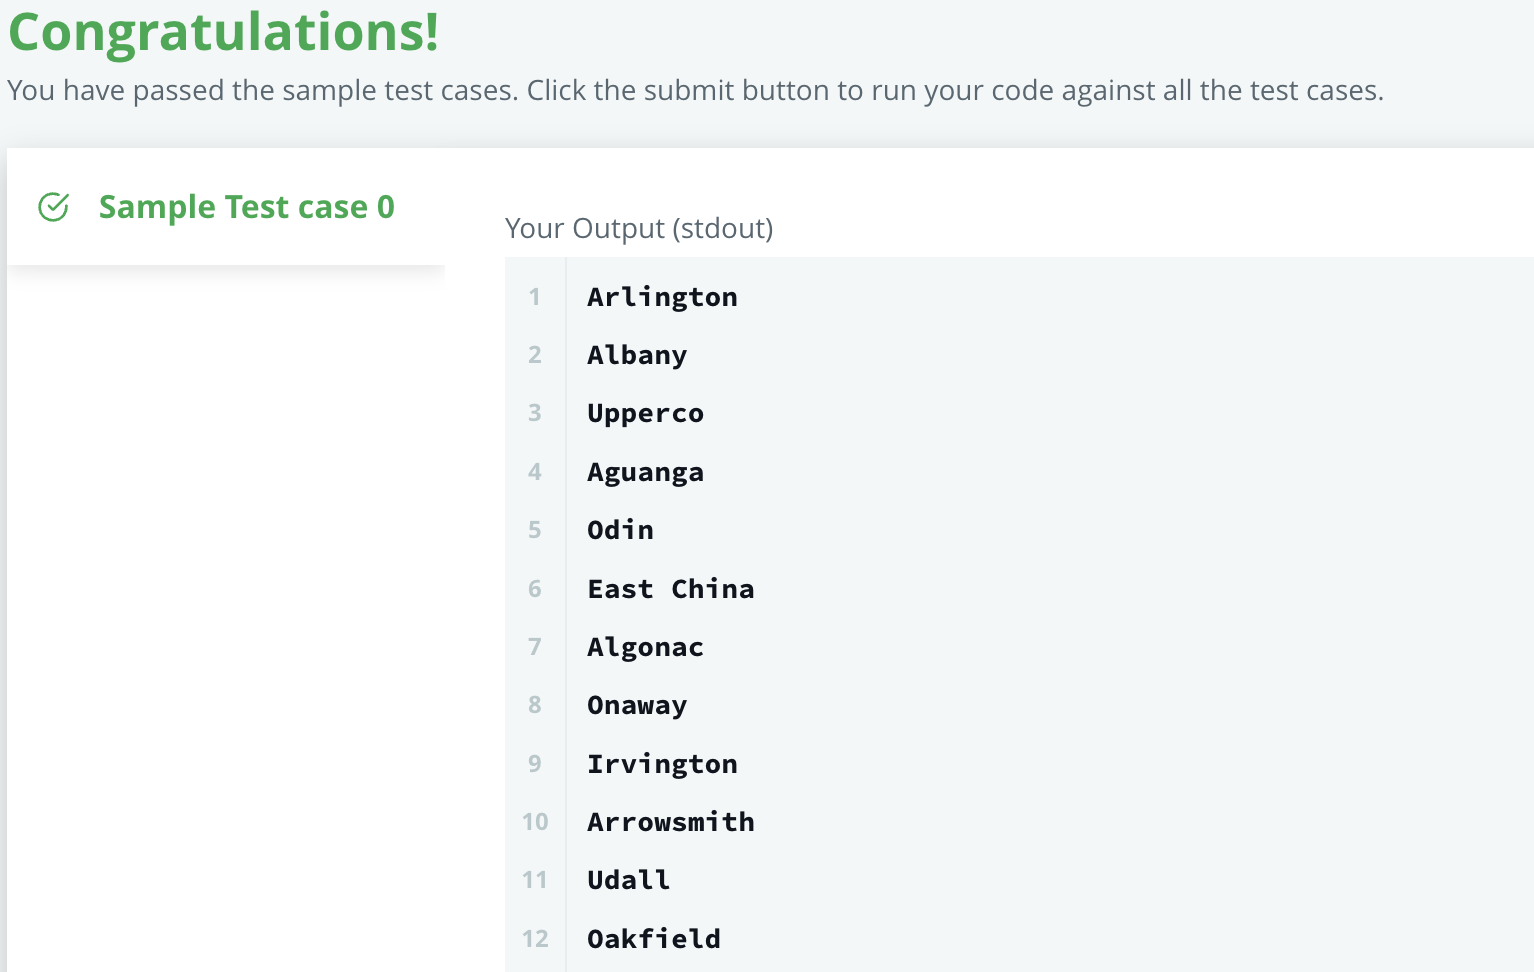 Congratulations!
You have passed the sample test cases. Click the submit button to run your code against all the test cases.
Sample Test case 0
Your Output (stdout)
1 Arlington
2 Albany
3 Upperco
4 Aguanga
5 Odin
6 East China
7 Algonac
8 Onaway
9 Irvington
10 Arrowsmith
11 Udall
12 Oakfield